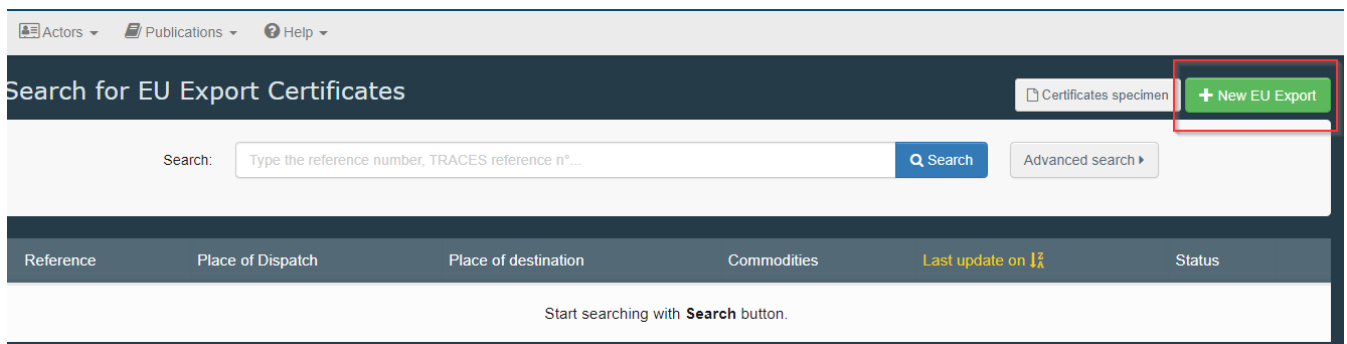 Actors Publications Help
Search for EU Export Certificates
Certificates specimen
New EU Export
Search:
Type the reference number, TRACES reference n°...
Search
Advanced search
Reference Place of Dispatch Place of destination Commodities Last update on Status
Start searching with Search button.